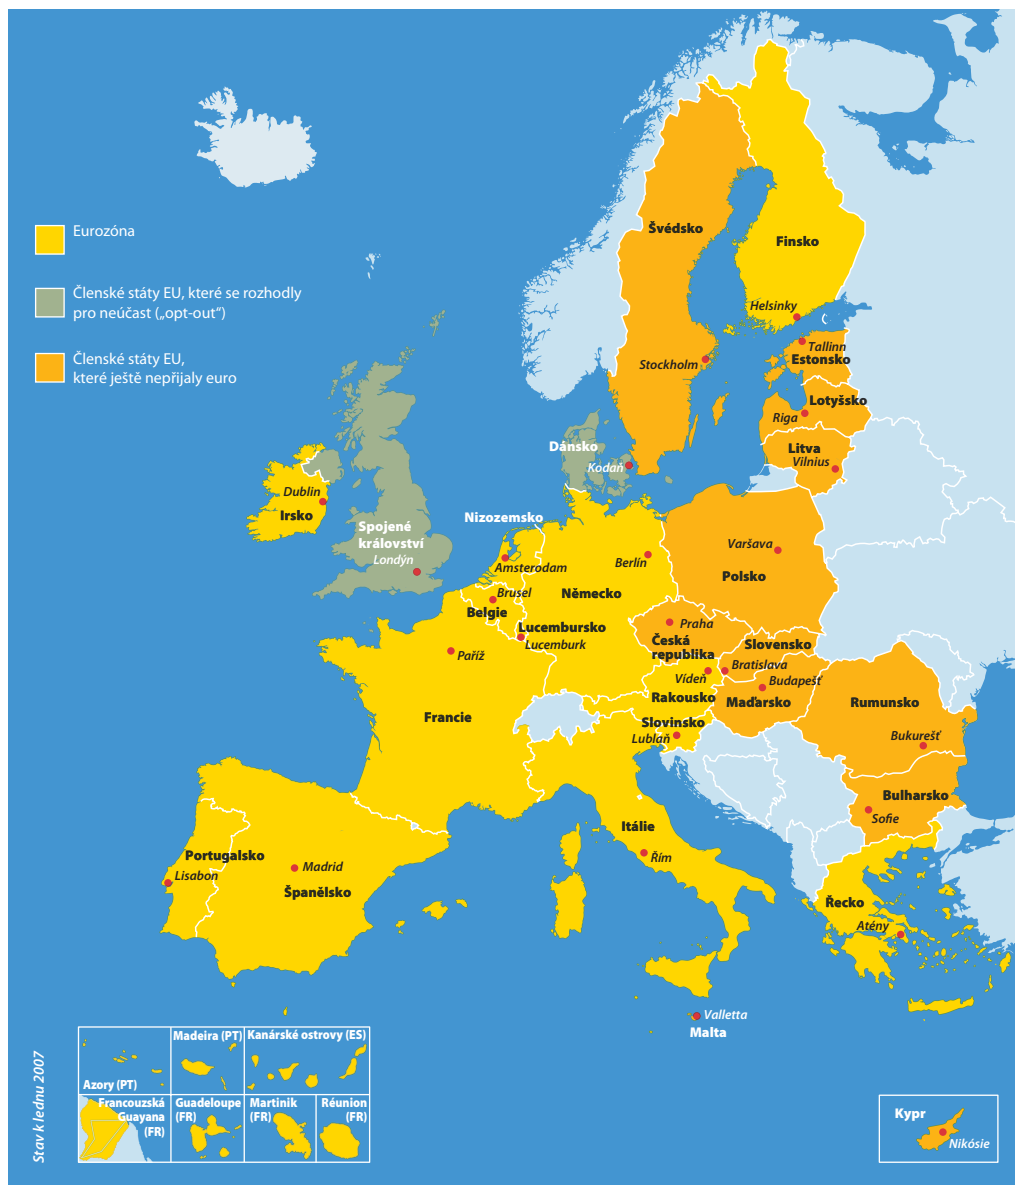 Eurozóna
Členské státy EU, které se rozhodly
pro neúčast („opt-out“)
Členské státy EU,
které ještě nepřijaly euro
Švédsko
Finsko
Helsinky
Stockholm
Tallinn
Estonsko
Lotyšsko
Riga
Litva
Vilnius
Dánsko
Kodaň
Dublin
Irsko
Spojené
království
Londýn
Nizozemsko
Amsterodam
Brusel
Belgie
Lucembursko
Lucemburk
Berlín
Německo
Varšava
Polsko
Praha
Česká
republika
Slovensko
Bratislava
Vídeň
Budapešť
Rakousko
Maďarsko
Slovinsko
Lublaň
Rumunsko
Bukurešť
Bulharsko
Sofie
Paříž
Francie
Itálie
Řím
Portugalsko
Lisabon
Madrid
Španělsko
Řecko
Atény
Valletta
Malta
Azory (PT)
Madeira (PT)
Kanárské ostrovy (ES)
Francouzská
Guayana
(FR)
Guadeloupe
(FR)
Martinik
(FR)
Réunion
(FR)
Kypr
Nikósie
Stav k lednu 2007